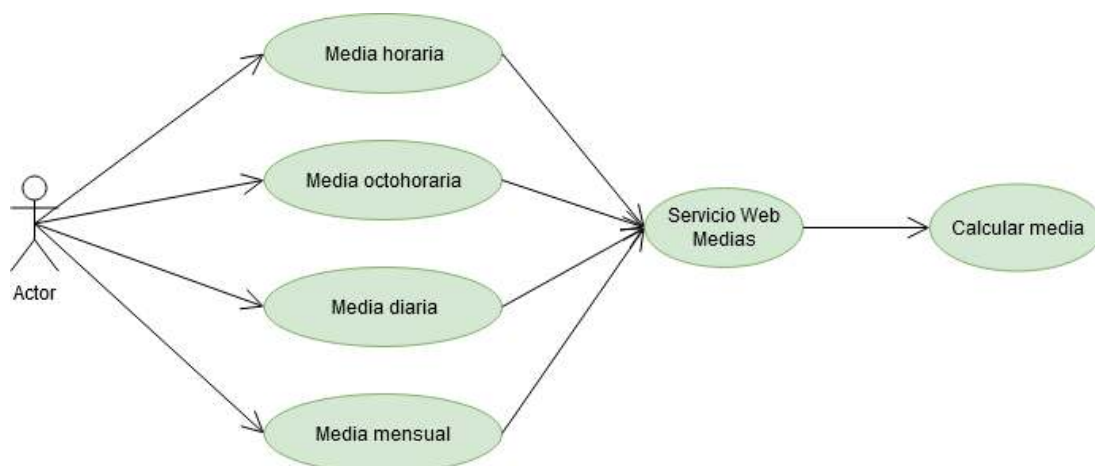 Media horaria
Media octohoraria
Servicio Web
Medias
Calcular media
Actor
Media diaria
Media mensual